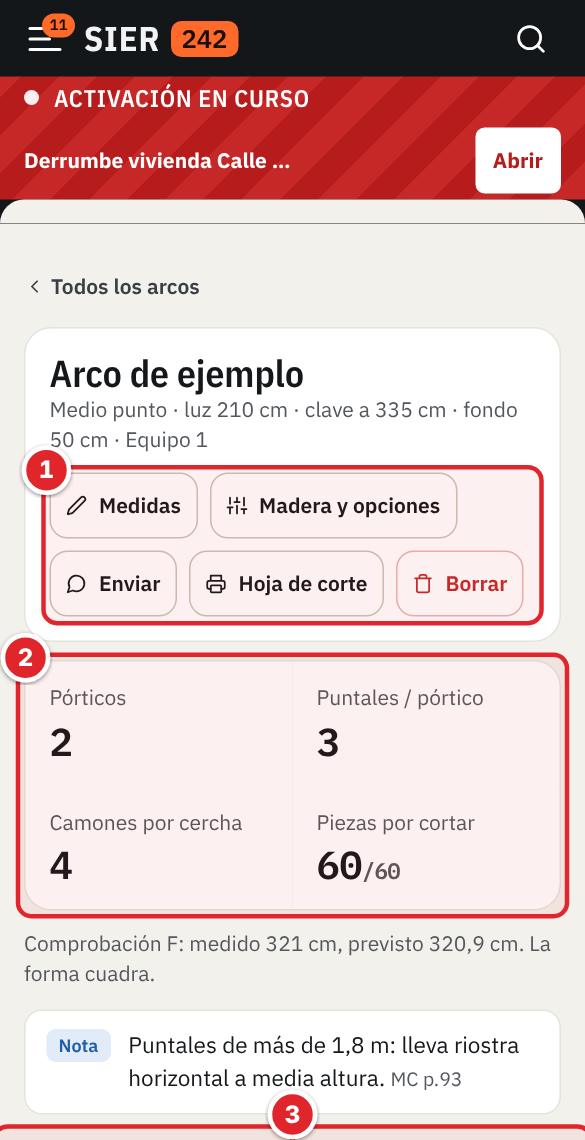 11
SIER 242
ACTIVACIÓN EN CURSO
Derrumbe vivienda Calle ...
Abrir
Todos los arcos
Arco de ejemplo
Medio punto · luz 210 cm · clave a 335 cm · fondo
50 cm · Equipo 1
1
Medidas
Madera y opciones
Enviar
Hoja de corte
Borrar
2
Pórticos
2
Puntales / pórtico
3
Camones por cercha
4
Piezas por cortar
60/60
Comprobación F: medido 321 cm, previsto 320,9 cm. La
forma cuadra.
Nota
Puntales de más de 1,8 m: lleva riostra
horizontal a media altura. MC p.93
3